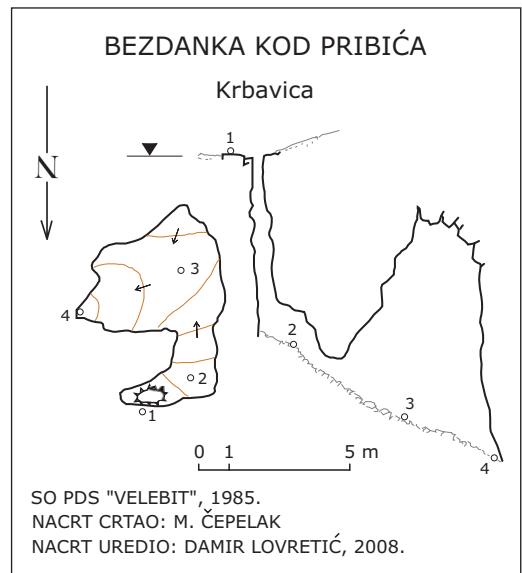 BEZDANKA KOD PRIBIĆA
Krbavica
N
1
2
3
4
3
4
2
1
0 1 5 m
SO PDS "VELEBIT", 1985.
NACRT CRTAO: M. ČEPELAK
NACRT UREDIO: DAMIR LOVRETIĆ, 2008.